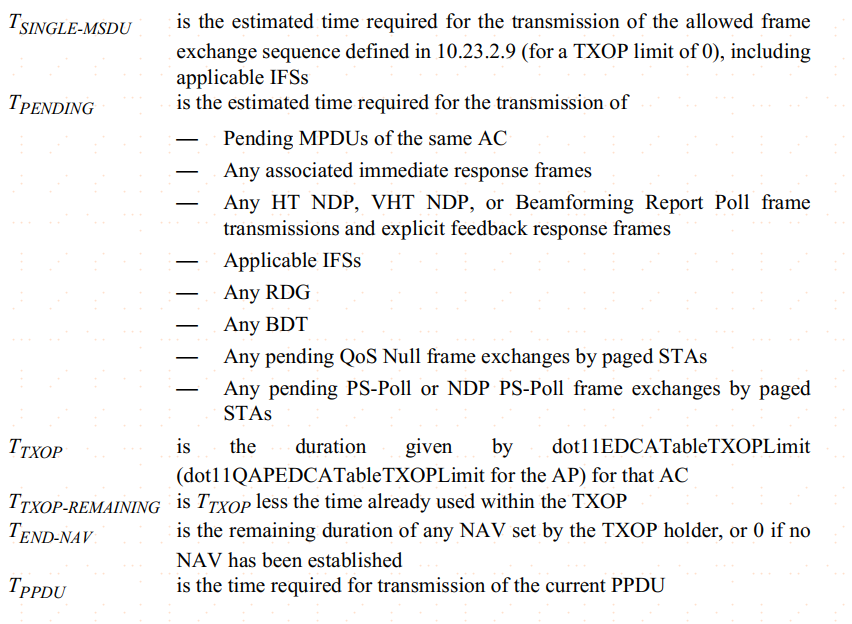 T_SINGLE-MSDU is the estimated time required for the transmission of the allowed frame
exchange sequence defined in 10.23.2.9 (for a TXOP limit of 0), including
applicable IFSs
T_PENDING is the estimated time required for the transmission of
— Pending MPDUs of the same AC
— Any associated immediate response frames
— Any HT NDP, VHT NDP, or Beamforming Report Poll frame
transmissions and explicit feedback response frames
— Applicable IFSs
— Any RDG
— Any BDT
— Any pending QoS Null frame exchanges by paged STAs
— Any pending PS-Poll or NDP PS-Poll frame exchanges by paged
STAs
T_TXOP is the duration given by dot11EDCATableTXOPLimit
(dot11QAPEDCATableTXOPLimit for the AP) for that AC
T_TXOP-REMAINING is T_TXOP less the time already used within the TXOP
T_END-NAV is the remaining duration of any NAV set by the TXOP holder, or 0 if no
NAV has been established
T_PPDU is the time required for transmission of the current PPDU